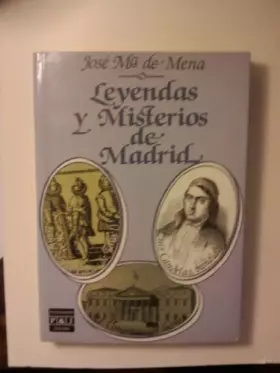 José Mª de Mena
Leyendas
y Misterios
de
Madrid